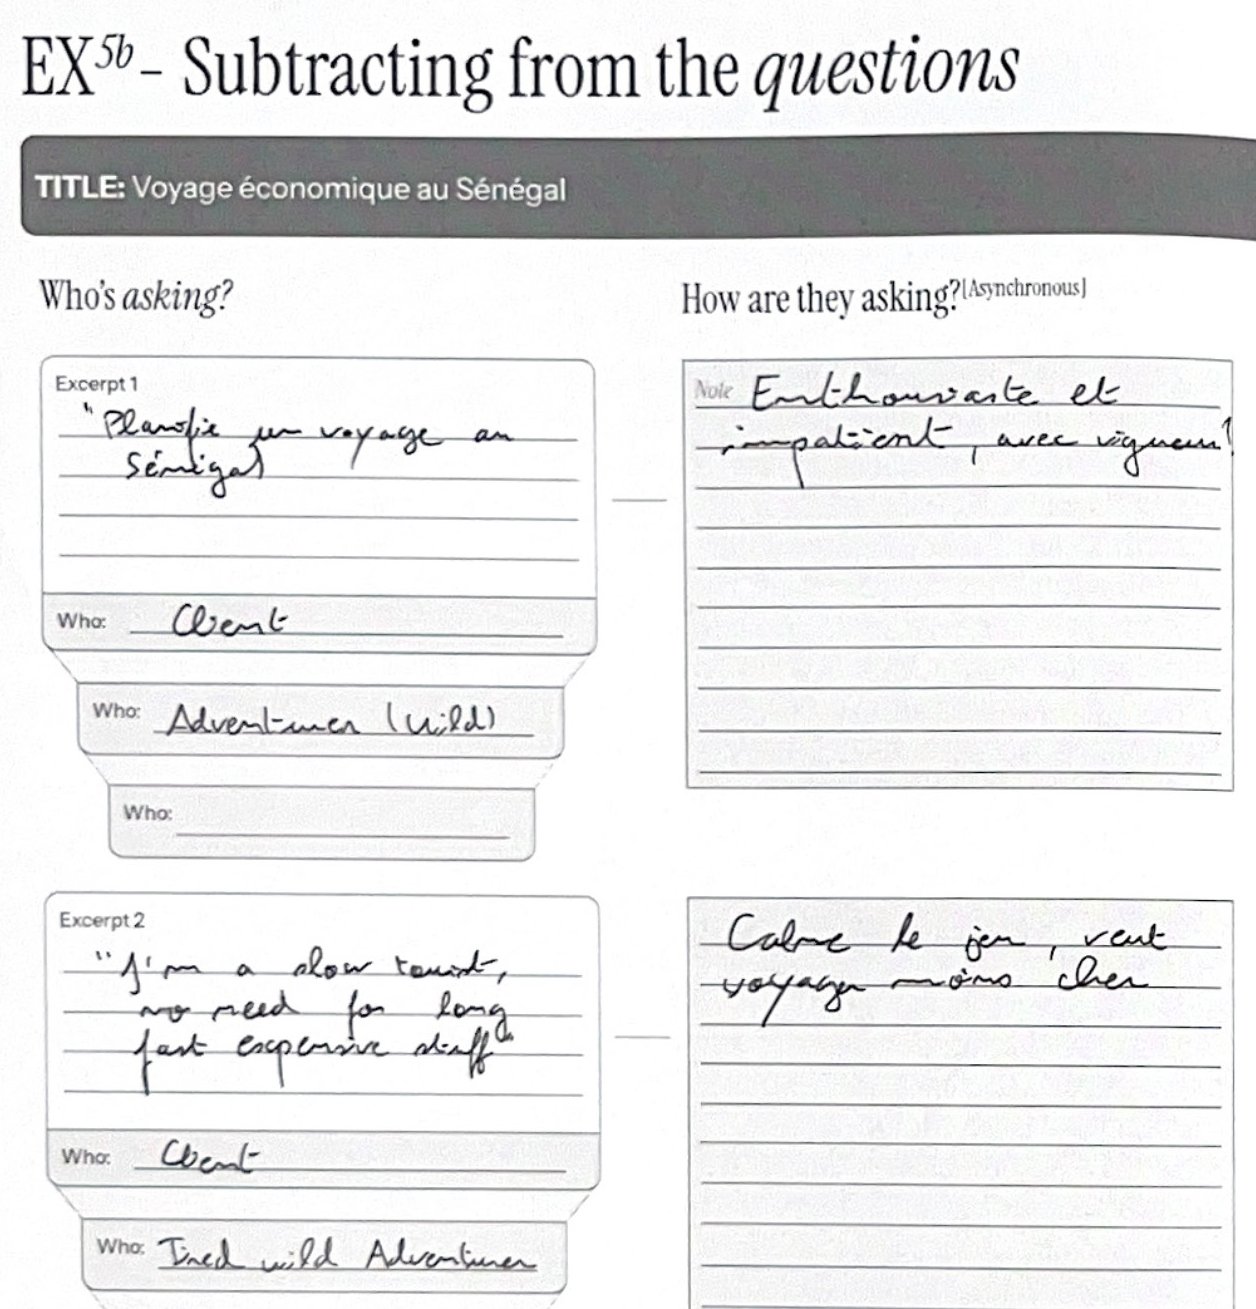 EX5b - Subtracting from the questions
TITLE: Voyage économique au Sénégal
Who's asking?
How are they asking?[Asynchronous]
Excerpt 1
"Planifie un voyage au
Sénégal
Who: Client
Who: Adventurer (wild)
Who:
Note Enthousiaste et
impatient, avec vigueur!
Excerpt 2
"I'm a slow tourist,
no need for long
fast expensive stuff"
Who: Client
Who: Tired wild Adventurer
Calme le jeu, veut
voyager moins cher